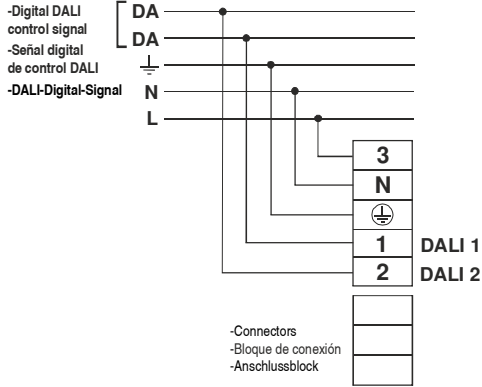 -Digital DALI
control signal
-Señal digital
de control DALI
-DALI-Digital-Signal
DA
DA
N
L
3
N
1 DALI 1
2 DALI 2
-Connectors
-Bloque de conexión
-Anschlussblock